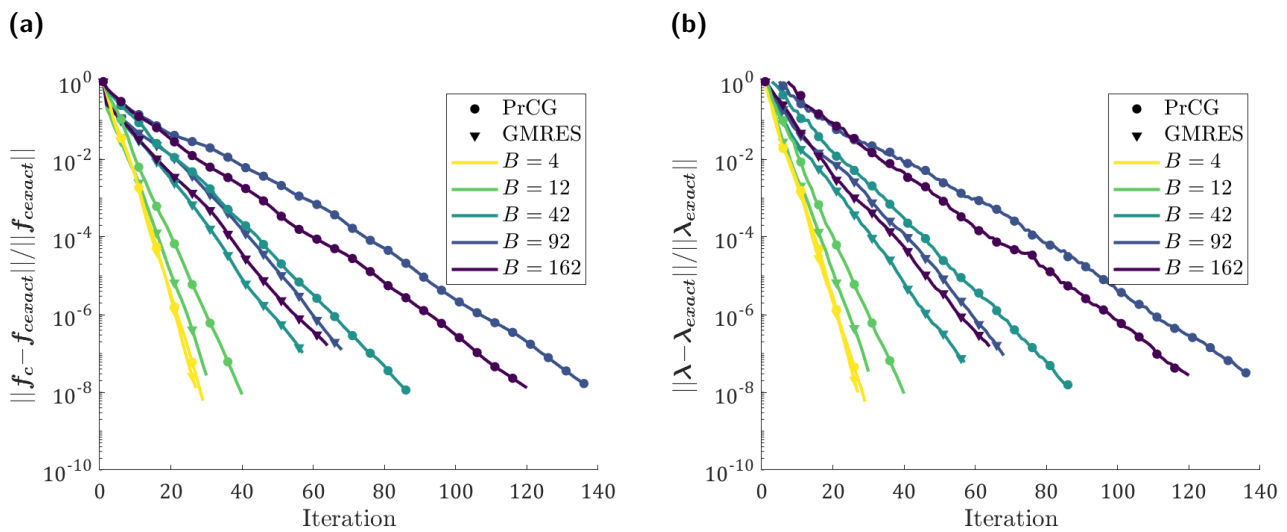 (a)
||f_c − f_cexact||/||f_cexact||
10^0
10^-2
10^-4
10^-6
10^-8
10^-10
0 20 40 60 80 100 120 140
Iteration
PrCG
GMRES
B = 4
B = 12
B = 42
B = 92
B = 162
(b)
||λ − λ_exact||/||λ_exact||
10^0
10^-2
10^-4
10^-6
10^-8
10^-10
0 20 40 60 80 100 120 140
Iteration
PrCG
GMRES
B = 4
B = 12
B = 42
B = 92
B = 162